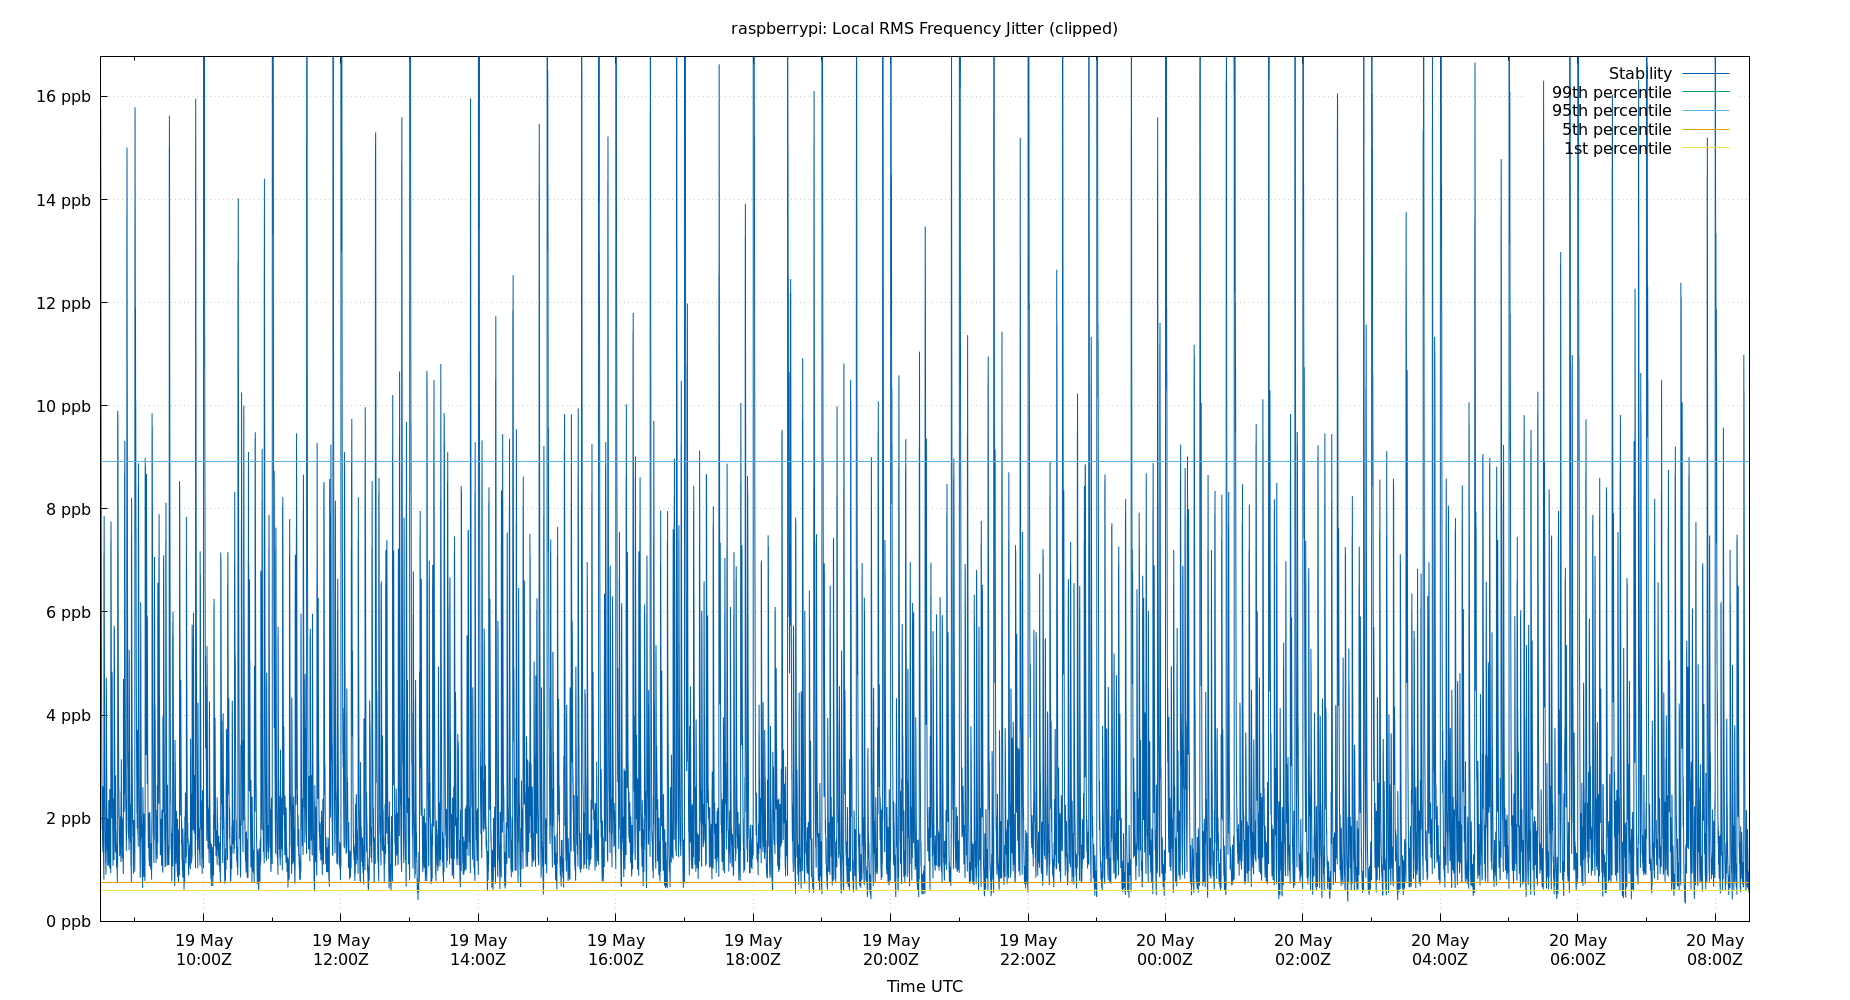 raspberrypi: Local RMS Frequency Jitter (clipped)
Stability
99th percentile
95th percentile
5th percentile
1st percentile
16 ppb
14 ppb
12 ppb
10 ppb
8 ppb
6 ppb
4 ppb
2 ppb
0 ppb
19 May 19 May 19 May 19 May 19 May 19 May 19 May 20 May 20 May 20 May 20 May 20 May
10:00Z 12:00Z 14:00Z 16:00Z 18:00Z 20:00Z 22:00Z 00:00Z 02:00Z 04:00Z 06:00Z 08:00Z
Time UTC